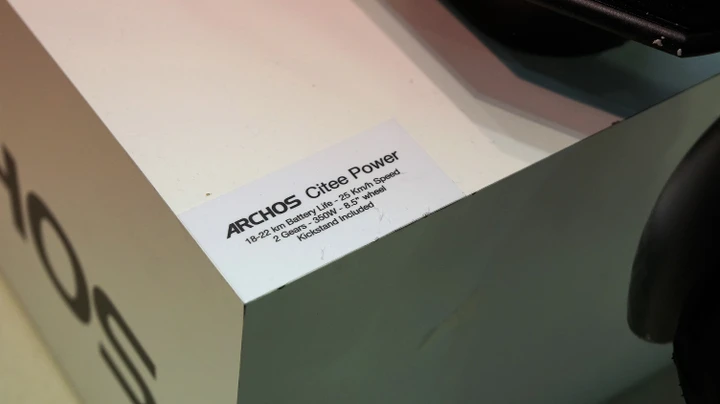 ARCHOS Citee Power
18-22 km Battery Life - 25 Km/h Speed
2 Gears - 350W - 8.5" wheel
Kickstand Included
HOS